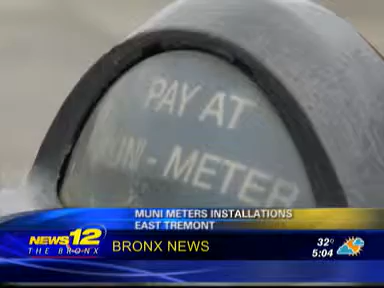 PAY AT
MUNI-METER
MUNI METERS INSTALLATIONS
EAST TREMONT
NEWS 12
THE BRONX
BRONX NEWS
32°
5:04